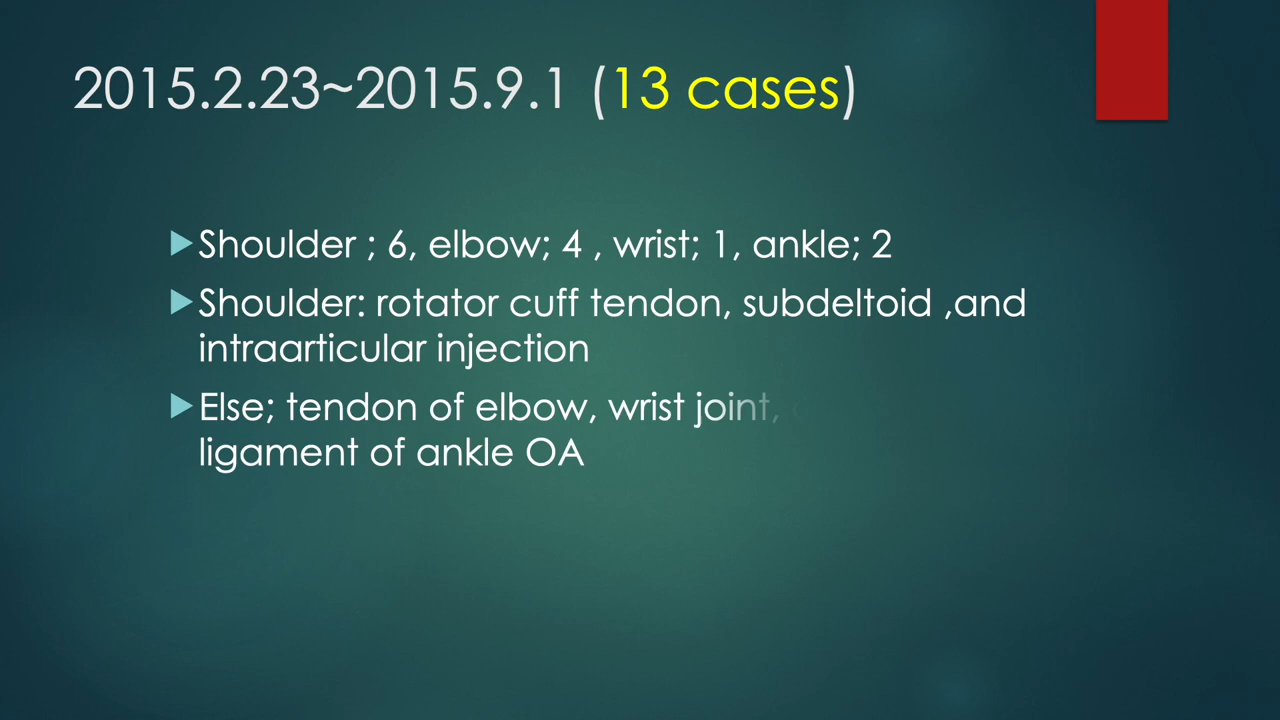 2015.2.23~2015.9.1 (13 cases)
Shoulder ; 6, elbow; 4 , wrist; 1, ankle; 2
Shoulder: rotator cuff tendon, subdeltoid ,and
intraarticular injection
Else; tendon of elbow, wrist joint,
ligament of ankle OA